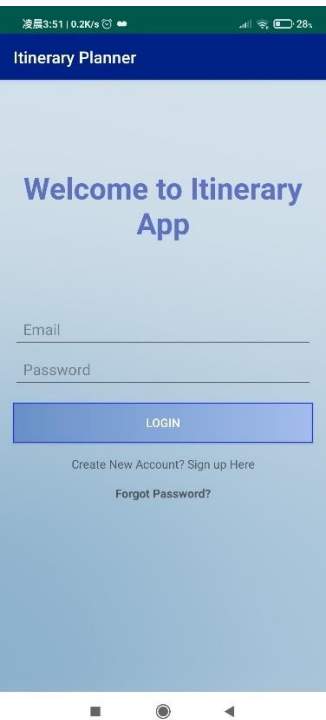 凌晨3:51 | 0.2K/s
28
Itinerary Planner
Welcome to Itinerary
App
Email
Password
LOGIN
Create New Account? Sign up Here
Forgot Password?